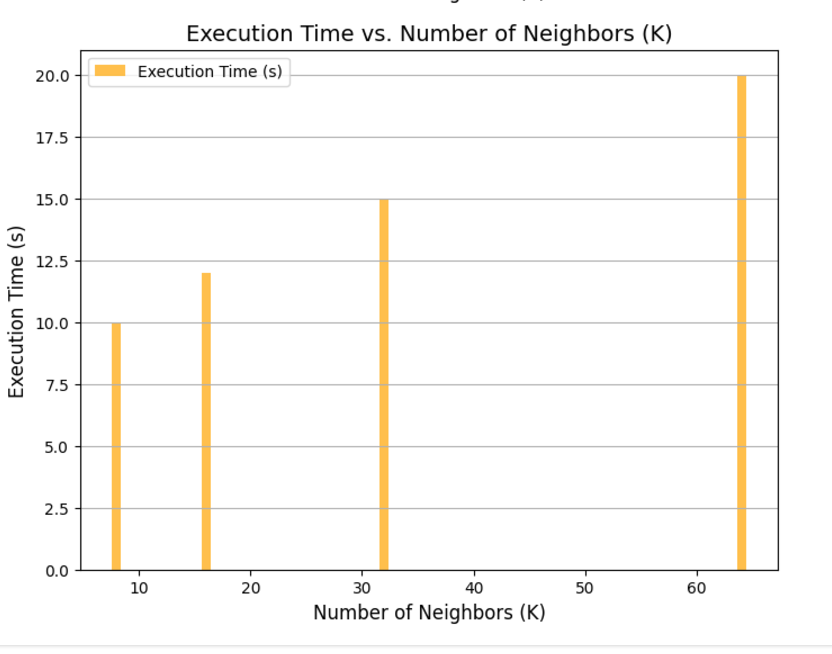 Execution Time vs. Number of Neighbors (K)
Execution Time (s)
20.0
17.5
15.0
12.5
10.0
7.5
5.0
2.5
0.0
Execution Time (s)
10 20 30 40 50 60
Number of Neighbors (K)